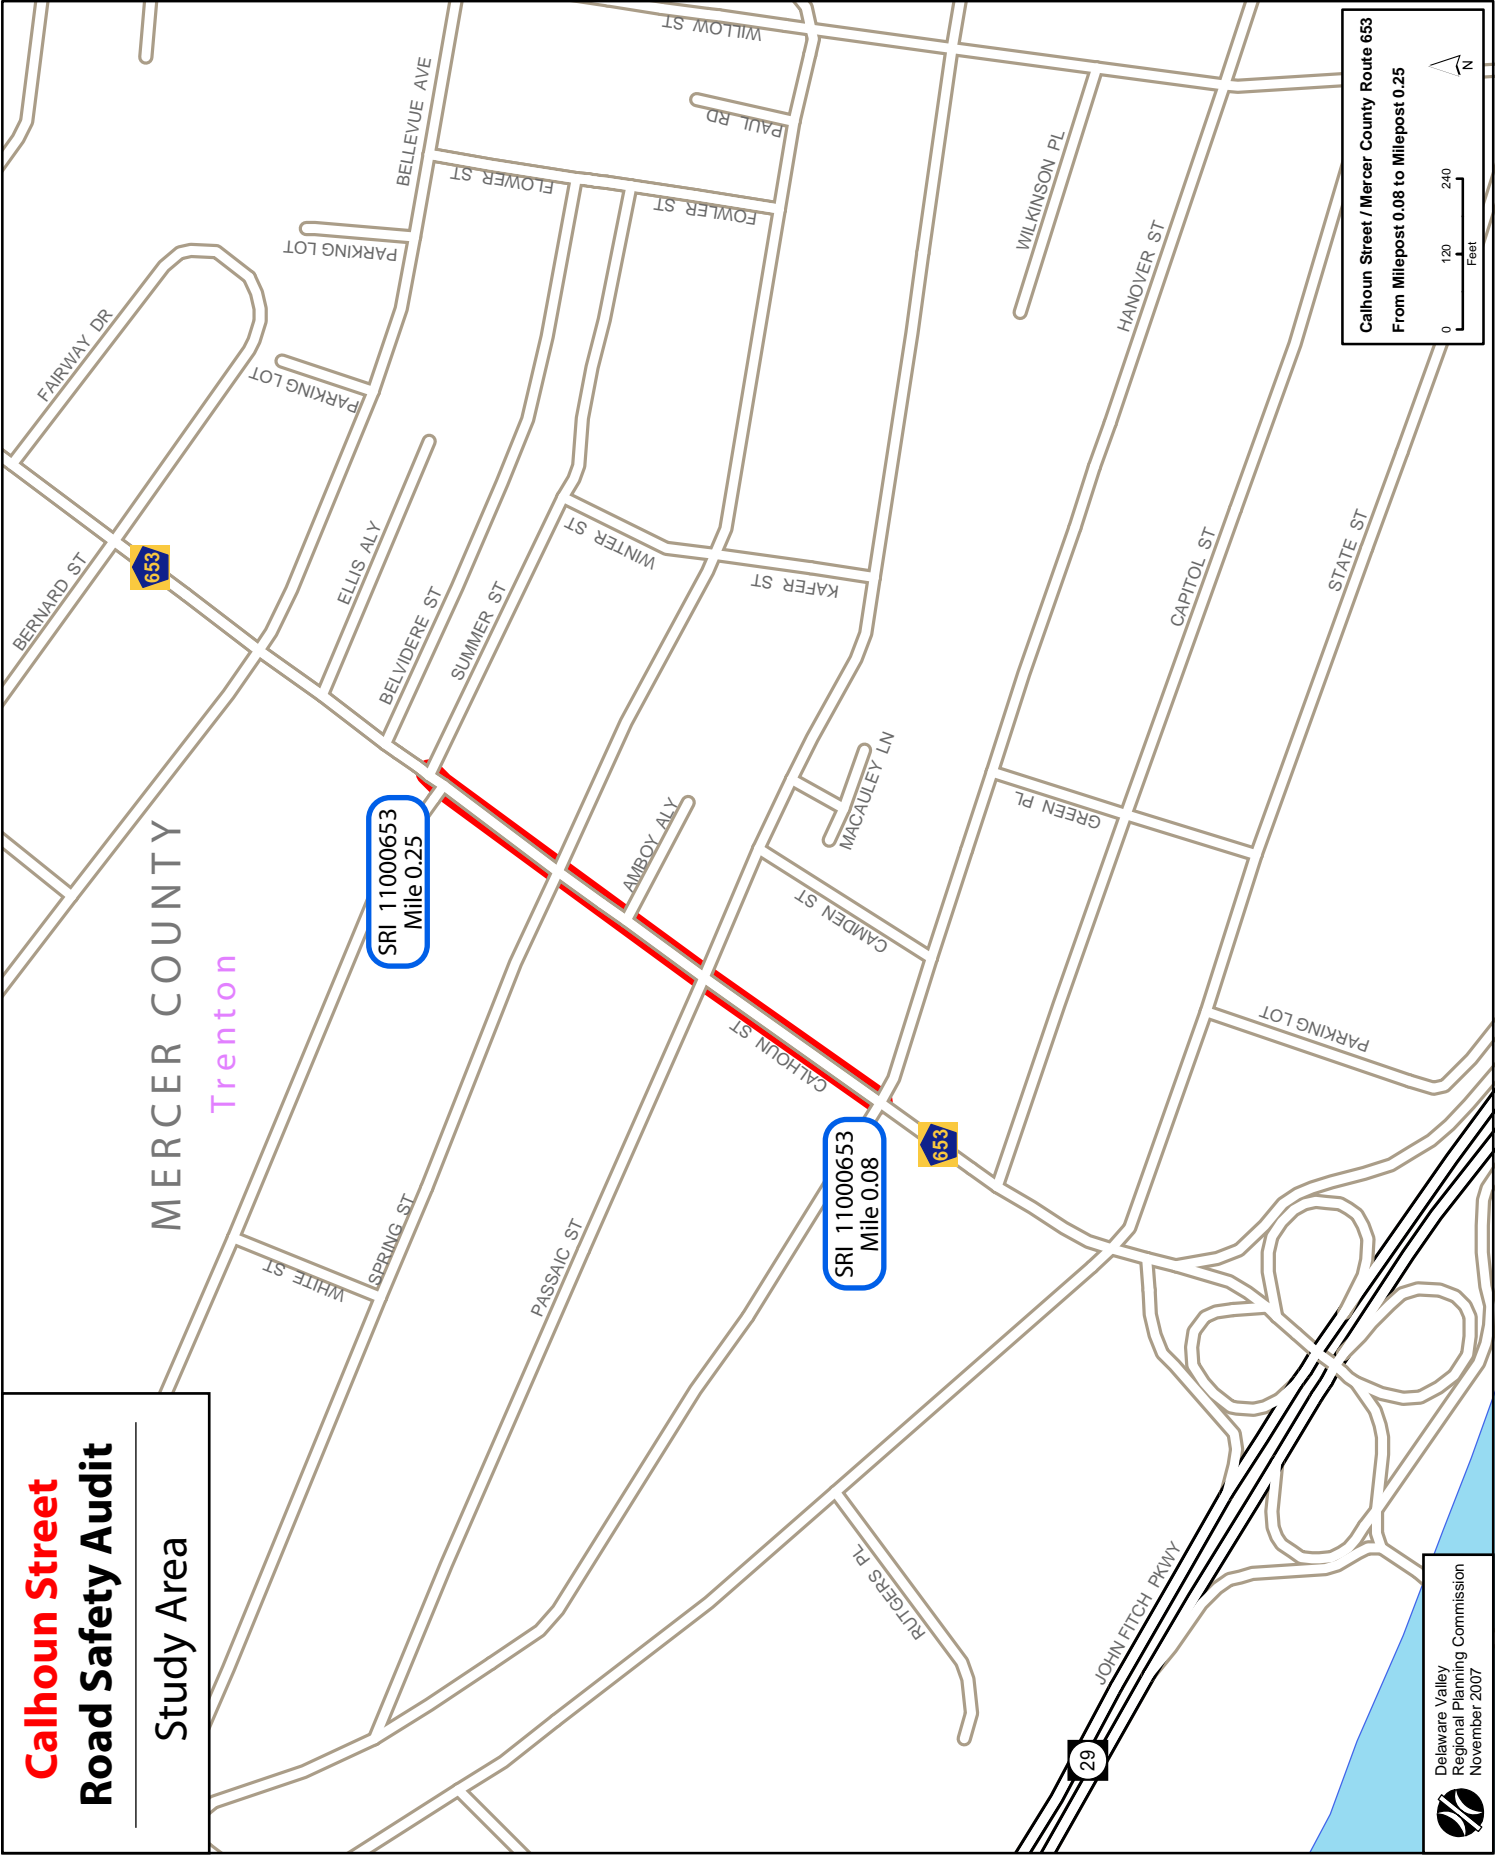 Calhoun Street
Road Safety Audit
Study Area
MERCER COUNTY
Trenton
SRI 11000653
Mile 0.25
SRI 11000653
Mile 0.08
653
653
29
FAIRWAY DR
BERNARD ST
PARKING LOT
PARKING LOT
BELLEVUE AVE
ELLIS ALY
BELVIDERE ST
SUMMER ST
FLOWER ST
FOWLER ST
WILLOW ST
PAUL RD
WINTER ST
KAFER ST
WILKINSON PL
HANOVER ST
CAPITOL ST
STATE ST
AMBOY ALY
MACAULEY LN
GREEN PL
CAMDEN ST
CALHOUN ST
PARKING LOT
WHITE ST
SPRING ST
PASSAIC ST
RUTGERS PL
JOHN FITCH PKWY
Calhoun Street / Mercer County Route 653
From Milepost 0.08 to Milepost 0.25
0 120 240
Feet
N
Delaware Valley
Regional Planning Commission
November 2007